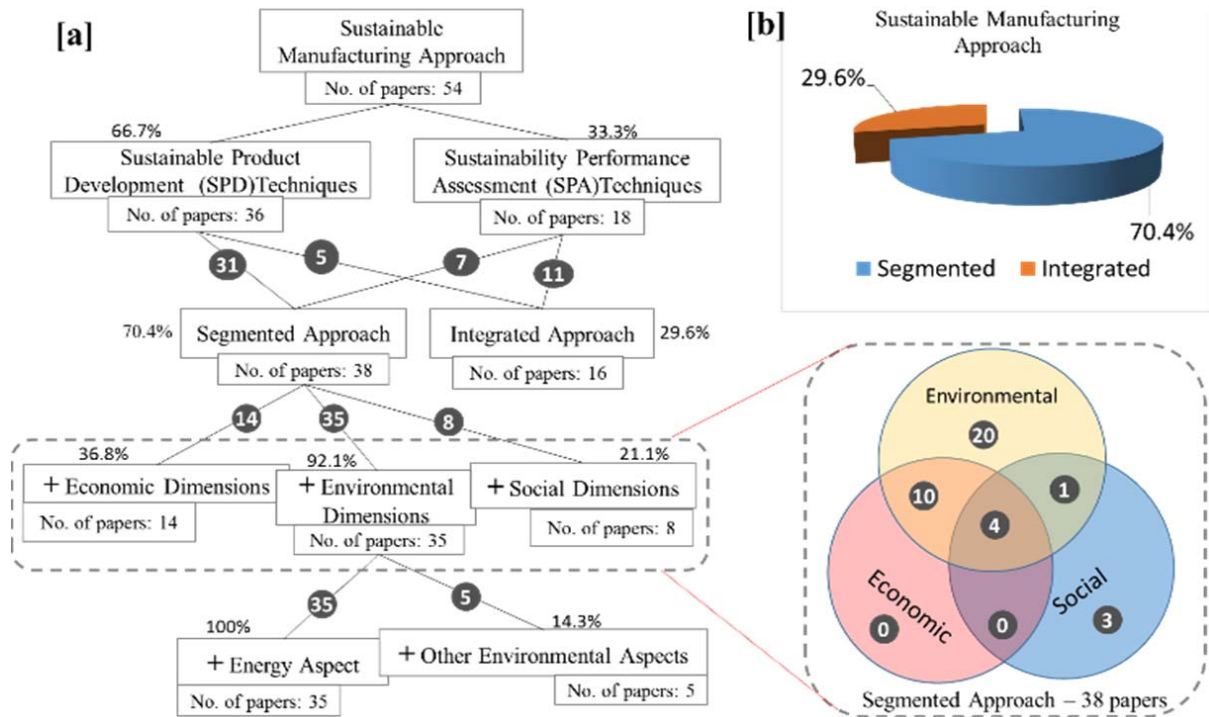 [a]
Sustainable
Manufacturing Approach
No. of papers: 54
66.7%
33.3%
Sustainable Product
Development (SPD)Techniques
No. of papers: 36
Sustainability Performance
Assessment (SPA)Techniques
No. of papers: 18
31
5
7
11
70.4%
Segmented Approach
No. of papers: 38
Integrated Approach
29.6%
No. of papers: 16
14
35
8
36.8%
+ Economic Dimensions
No. of papers: 14
92.1%
+ Environmental
Dimensions
No. of papers: 35
21.1%
+ Social Dimensions
No. of papers: 8
35
5
100%
+ Energy Aspect
No. of papers: 35
14.3%
+ Other Environmental Aspects
No. of papers: 5
[b]
Sustainable Manufacturing
Approach
29.6%
70.4%
Segmented
Integrated
Environmental
20
10
1
4
Economic
Social
0
0
3
Segmented Approach – 38 papers